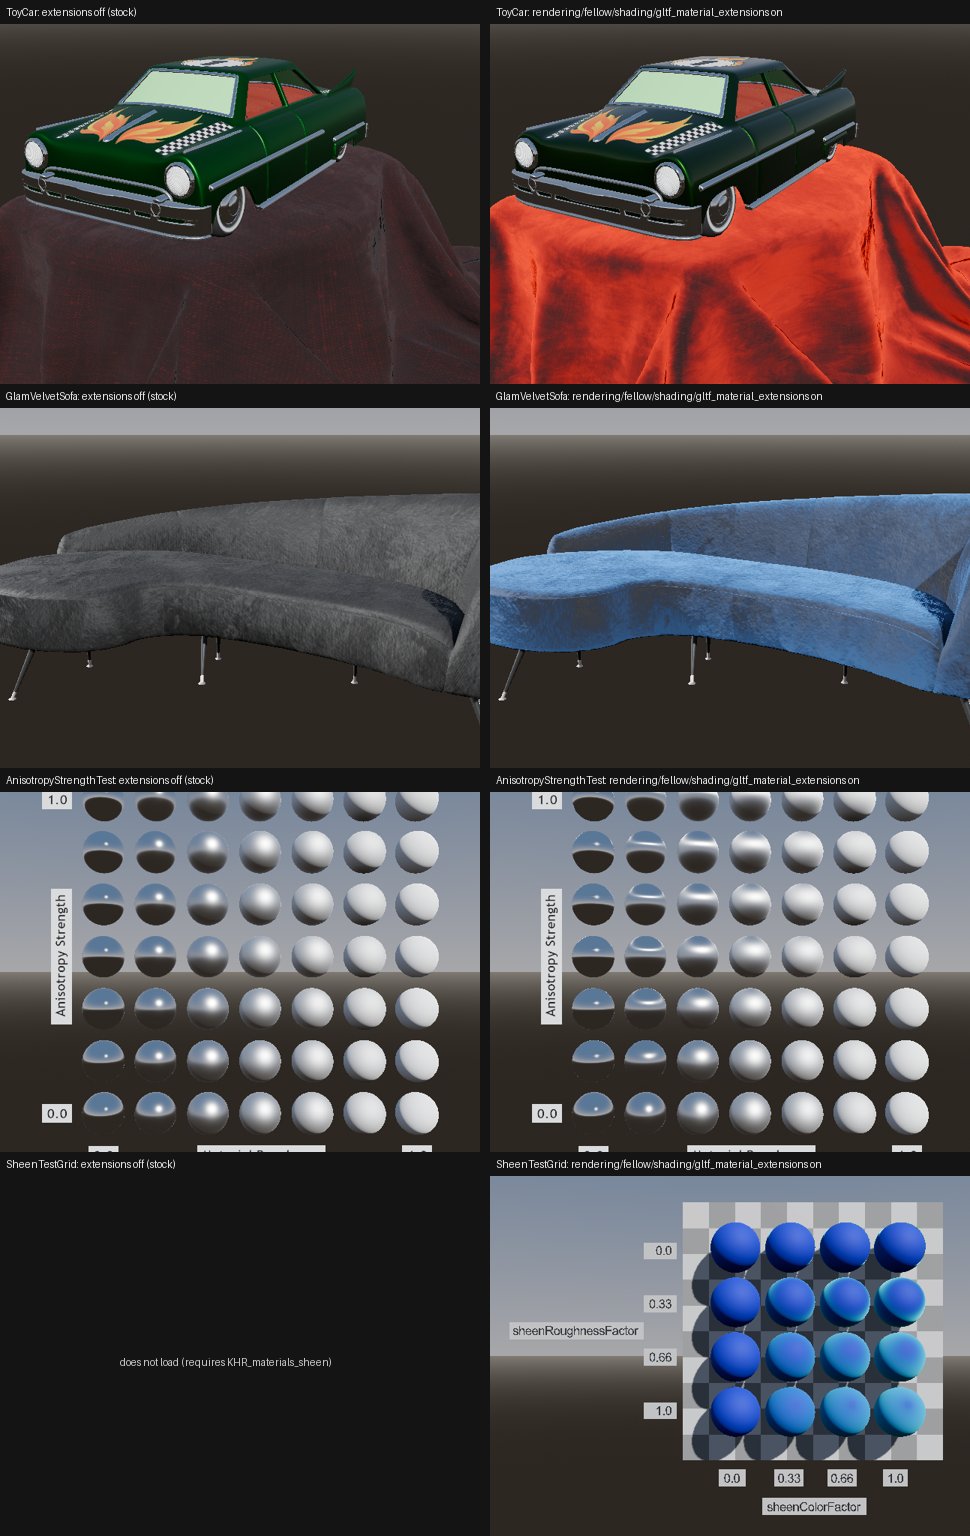 ToyCar: extensions off (stock)
ToyCar: rendering/fellow/shading/gltf_material_extensions on
GlamVelvetSofa: extensions off (stock)
GlamVelvetSofa: rendering/fellow/shading/gltf_material_extensions on
AnisotropyStrengthTest: extensions off (stock)
AnisotropyStrengthTest: rendering/fellow/shading/gltf_material_extensions on
1.0
Anisotropy Strength
0.0
1.0
Anisotropy Strength
0.0
SheenTestGrid: extensions off (stock)
SheenTestGrid: rendering/fellow/shading/gltf_material_extensions on
does not load (requires KHR_materials_sheen)
0.0
0.33
sheenRoughnessFactor
0.66
1.0
0.0
0.33
0.66
1.0
sheenColorFactor